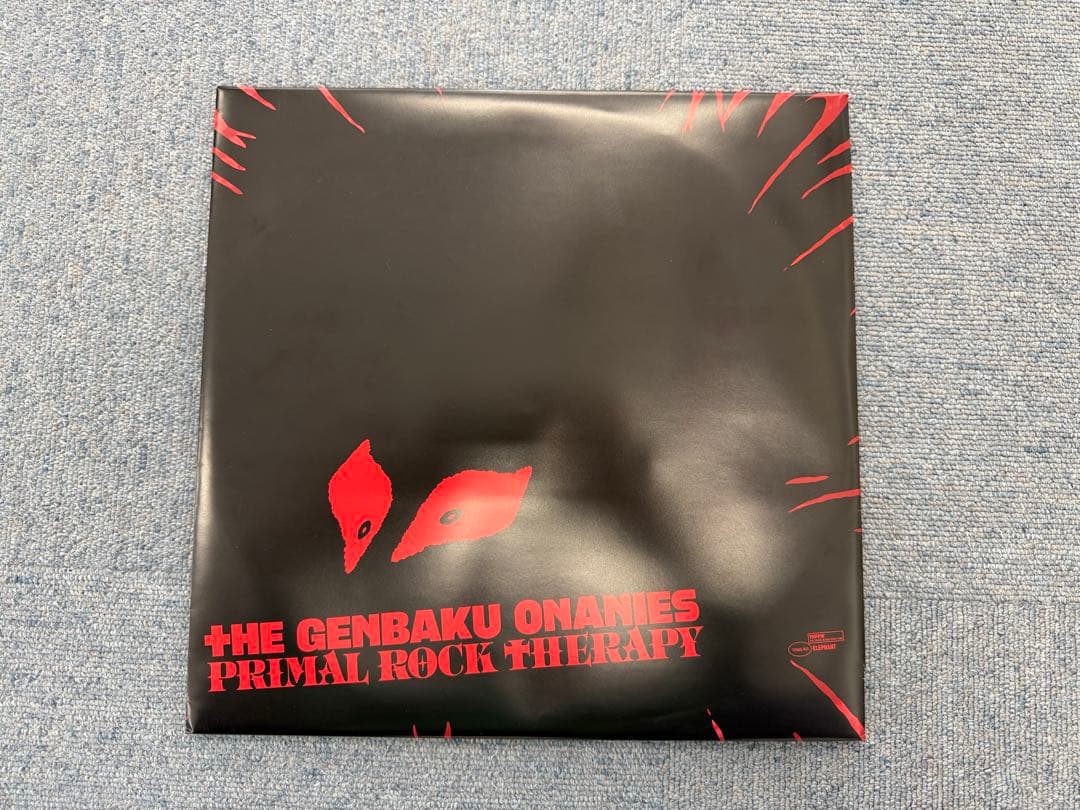 THE GENBAKU ONANIES
PRIMAL ROCK THERAPY
ELEPHANT